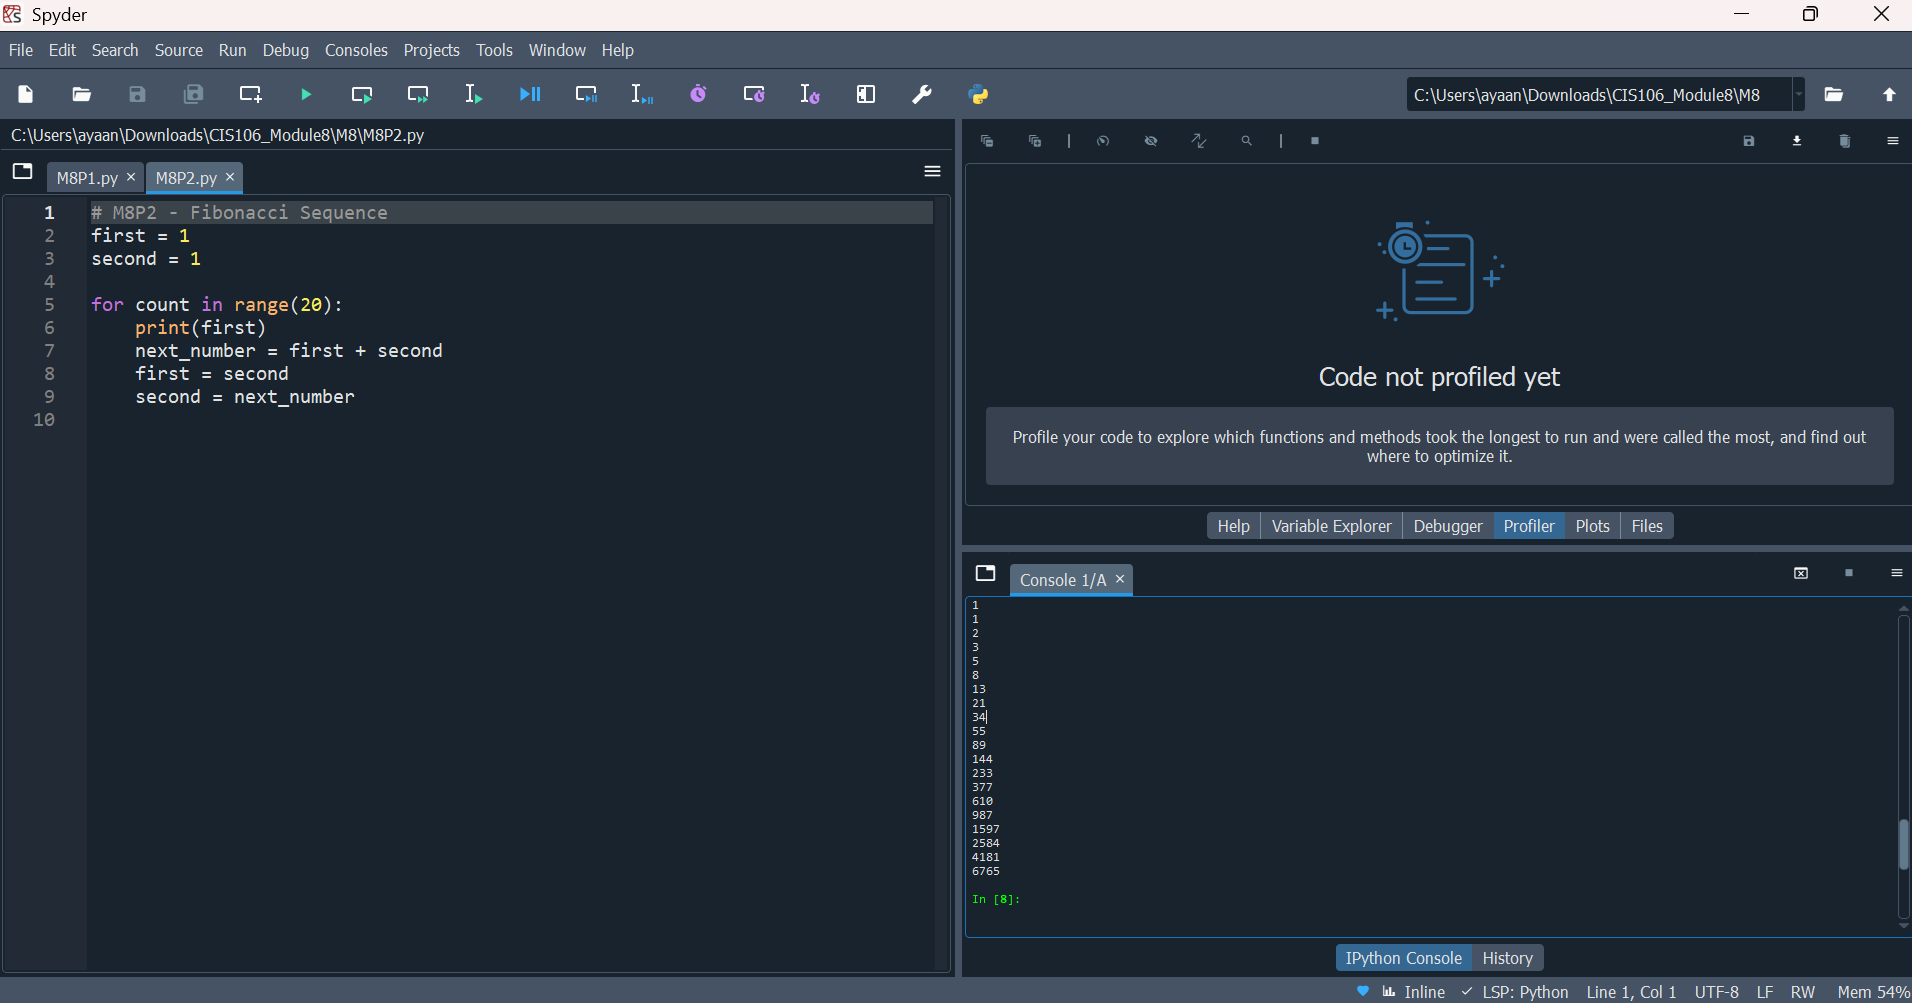 Spyder
File Edit Search Source Run Debug Consoles Projects Tools Window Help
C:\Users\ayaan\Downloads\CIS106_Module8\M8
C:\Users\ayaan\Downloads\CIS106_Module8\M8\M8P2.py
M8P1.py M8P2.py
1 # M8P2 - Fibonacci Sequence
2 first = 1
3 second = 1
4
5 for count in range(20):
6     print(first)
7     next_number = first + second
8     first = second
9     second = next_number
10
Code not profiled yet
Profile your code to explore which functions and methods took the longest to run and were called the most, and find out
where to optimize it.
Help Variable Explorer Debugger Profiler Plots Files
Console 1/A
1
1
2
3
5
8
13
21
34
55
89
144
233
377
610
987
1597
2584
4181
6765
In [8]:
IPython Console History
Inline LSP: Python Line 1, Col 1 UTF-8 LF RW Mem 54%